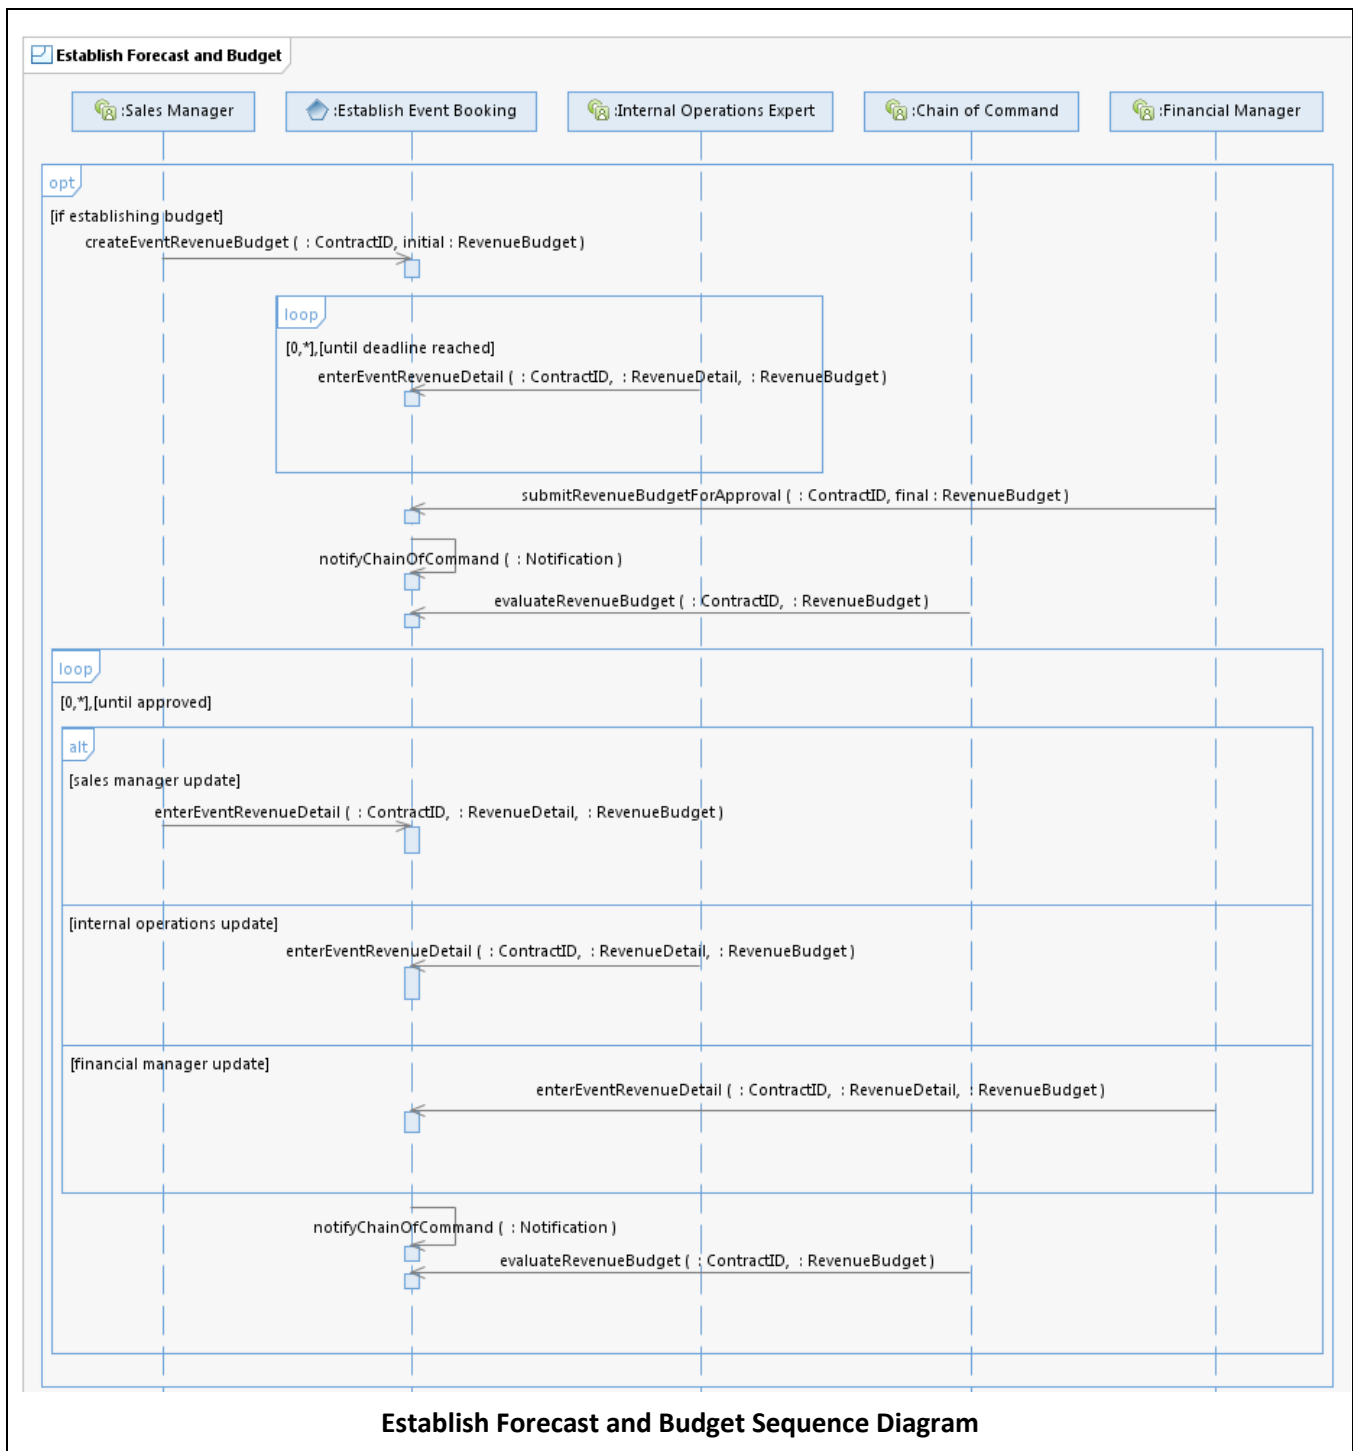 Establish Forecast and Budget
:Sales Manager
:Establish Event Booking
:Internal Operations Expert
:Chain of Command
:Financial Manager
opt
[if establishing budget]
createEventRevenueBudget ( : ContractID, initial : RevenueBudget )
loop
[0,*],[until deadline reached]
enterEventRevenueDetail ( : ContractID, : RevenueDetail, : RevenueBudget )
submitRevenueBudgetForApproval ( : ContractID, final : RevenueBudget )
notifyChainOfCommand ( : Notification )
evaluateRevenueBudget ( : ContractID, : RevenueBudget )
loop
[0,*],[until approved]
alt
[sales manager update]
enterEventRevenueDetail ( : ContractID, : RevenueDetail, : RevenueBudget )
[internal operations update]
enterEventRevenueDetail ( : ContractID, : RevenueDetail, : RevenueBudget )
[financial manager update]
enterEventRevenueDetail ( : ContractID, : RevenueDetail, : RevenueBudget )
notifyChainOfCommand ( : Notification )
evaluateRevenueBudget ( : ContractID, : RevenueBudget )
Establish Forecast and Budget Sequence Diagram